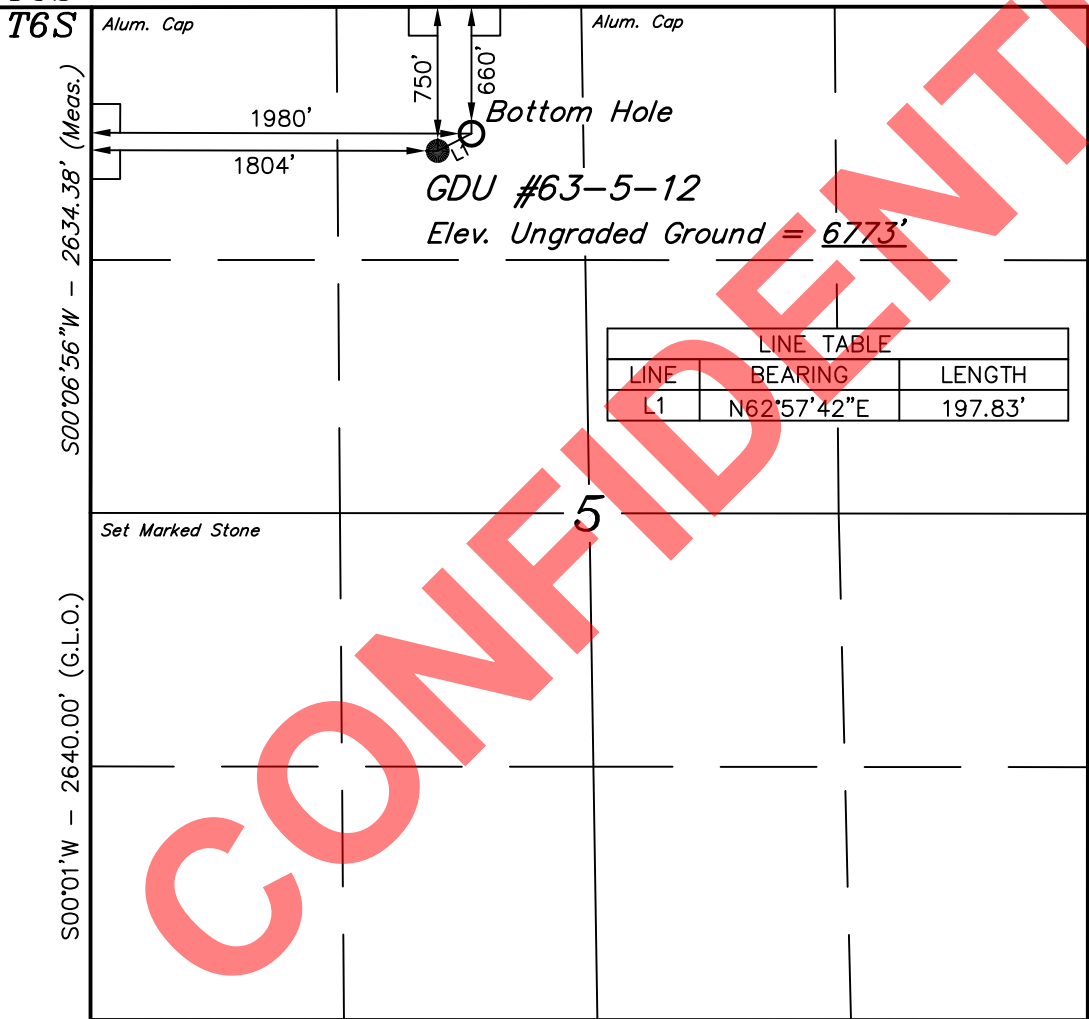 T6S
Alum. Cap
Alum. Cap
750'
660'
1980'
Bottom Hole
1804'
L1
GDU #63-5-12
Elev. Ungraded Ground = 6773'
S00°06'56"W - 2634.38' (Meas.)
LINE TABLE
LINE BEARING LENGTH
L1 N62°57'42"E 197.83'
5
Set Marked Stone
S00°01'W - 2640.00' (G.L.O.)
CONFIDENT